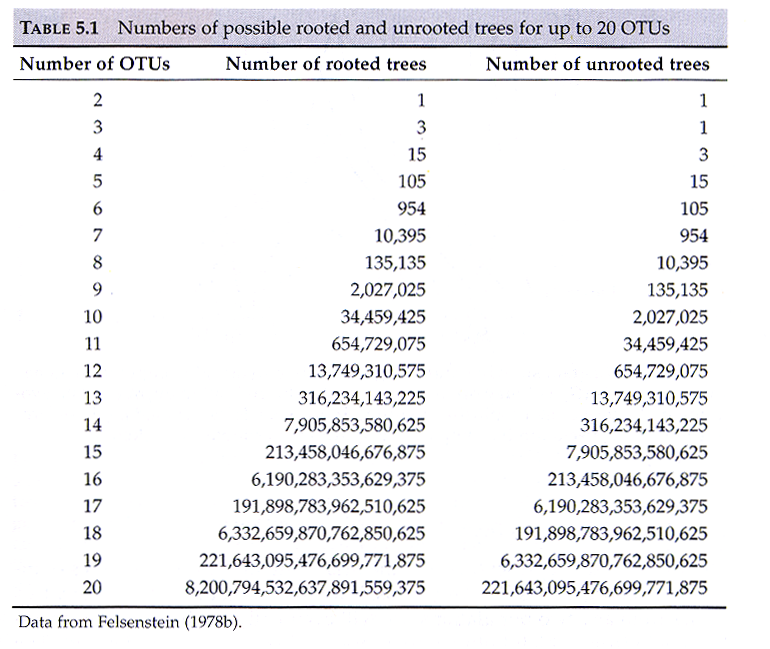 TABLE 5.1 Numbers of possible rooted and unrooted trees for up to 20 OTUs
Number of OTUs Number of rooted trees Number of unrooted trees
2 1 1
3 3 1
4 15 3
5 105 15
6 954 105
7 10,395 954
8 135,135 10,395
9 2,027,025 135,135
10 34,459,425 2,027,025
11 654,729,075 34,459,425
12 13,749,310,575 654,729,075
13 316,234,143,225 13,749,310,575
14 7,905,853,580,625 316,234,143,225
15 213,458,046,676,875 7,905,853,580,625
16 6,190,283,353,629,375 213,458,046,676,875
17 191,898,783,962,510,625 6,190,283,353,629,375
18 6,332,659,870,762,850,625 191,898,783,962,510,625
19 221,643,095,476,699,771,875 6,332,659,870,762,850,625
20 8,200,794,532,637,891,559,375 221,643,095,476,699,771,875
Data from Felsenstein (1978b).